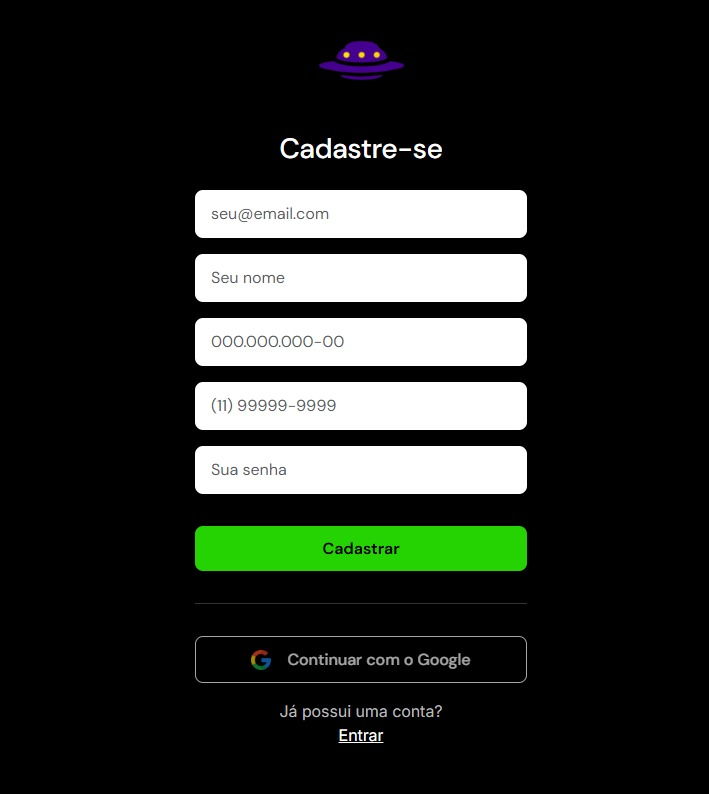 Cadastre-se
seu@email.com
Seu nome
000.000.000-00
(11) 99999-9999
Sua senha
Cadastrar
Continuar com o Google
Já possui uma conta?
Entrar